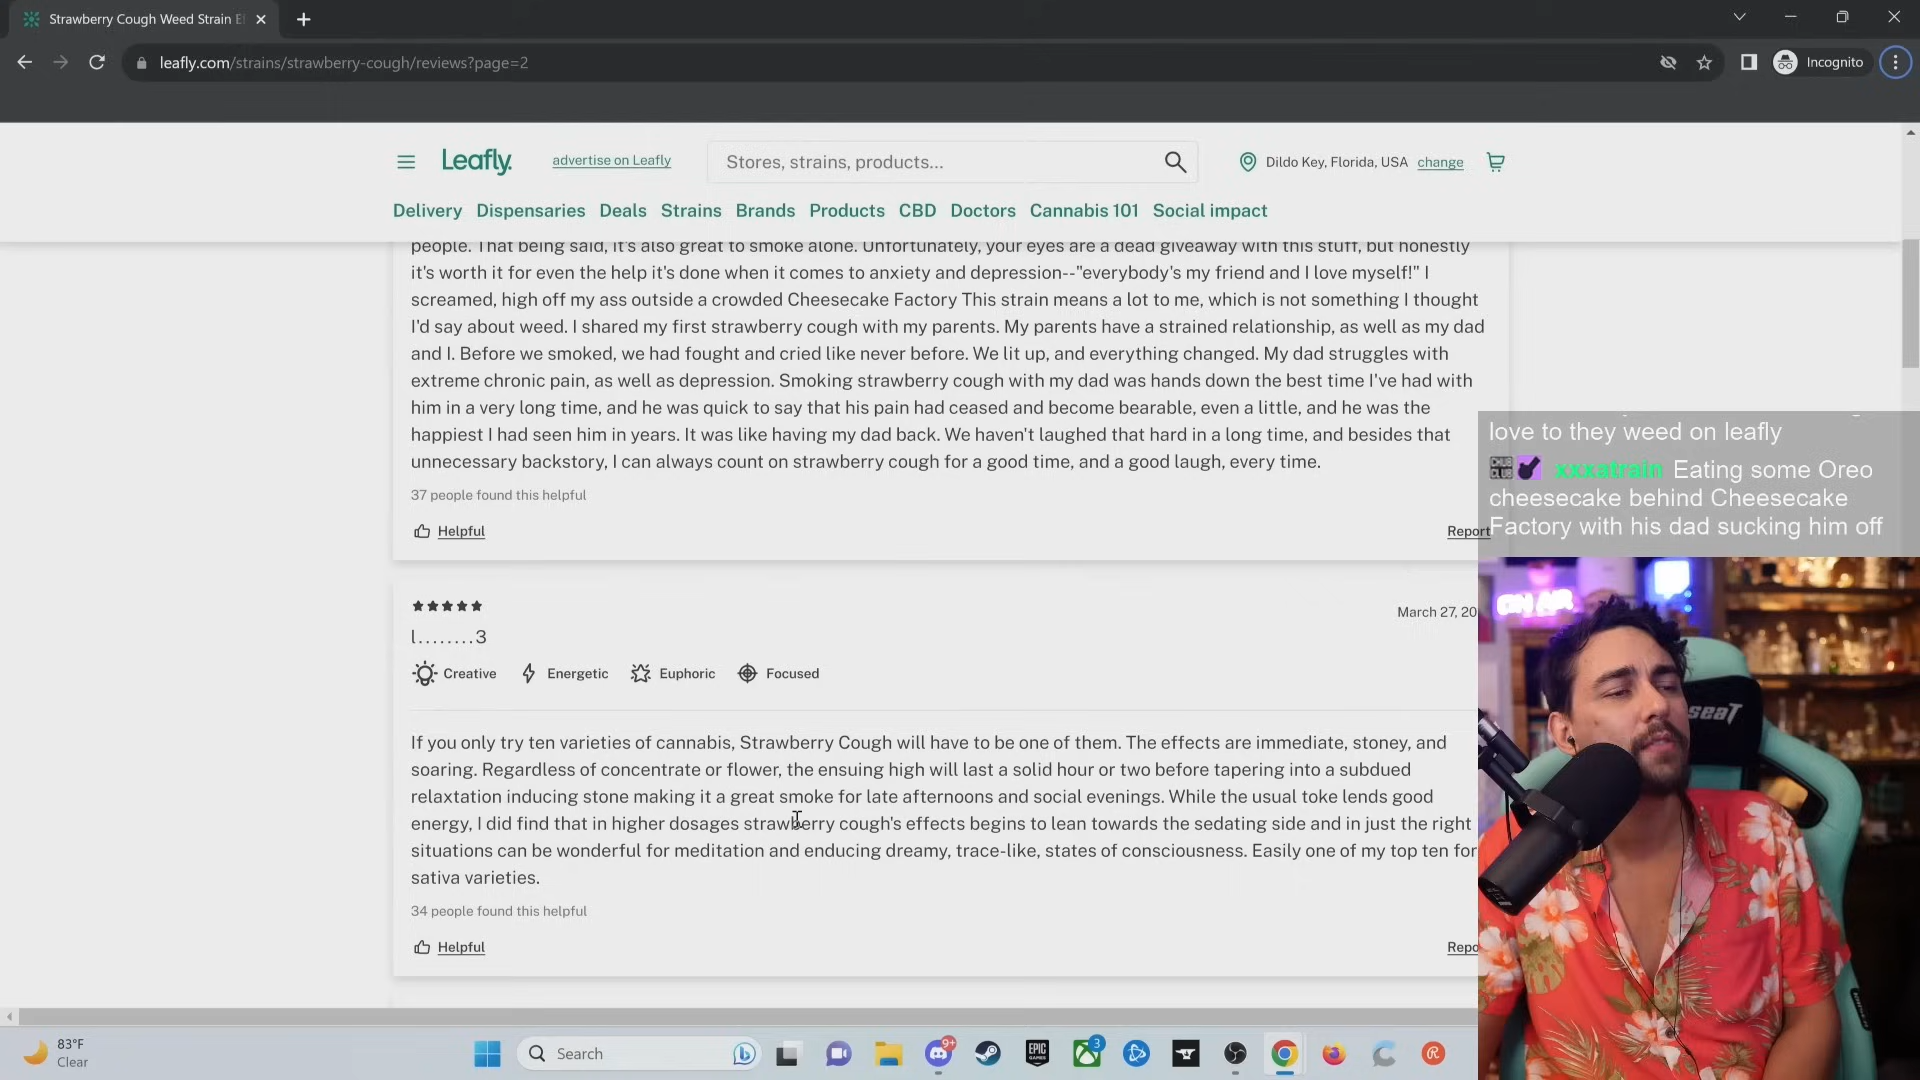 Strawberry Cough Weed Strain E
leafly.com/strains/strawberry-cough/reviews?page=2
Incognito
Leafly.
advertise on Leafly
Stores, strains, products...
Dildo Key, Florida, USA change
Delivery Dispensaries Deals Strains Brands Products CBD Doctors Cannabis 101 Social impact
people. That being said, it's also great to smoke alone. Unfortunately, your eyes are a dead giveaway with this stuff, but honestly
it's worth it for even the help it's done when it comes to anxiety and depression--"everybody's my friend and I love myself!" I
screamed, high off my ass outside a crowded Cheesecake Factory This strain means a lot to me, which is not something I thought
I'd say about weed. I shared my first strawberry cough with my parents. My parents have a strained relationship, as well as my dad
and I. Before we smoked, we had fought and cried like never before. We lit up, and everything changed. My dad struggles with
extreme chronic pain, as well as depression. Smoking strawberry cough with my dad was hands down the best time I've had with
him in a very long time, and he was quick to say that his pain had ceased and become bearable, even a little, and he was the
happiest I had seen him in years. It was like having my dad back. We haven't laughed that hard in a long time, and besides that
unnecessary backstory, I can always count on strawberry cough for a good time, and a good laugh, every time.
37 people found this helpful
Helpful
Report
love to they weed on leafly
xxxatrain Eating some Oreo
cheesecake behind Cheesecake
Factory with his dad sucking him off
ON AIR
seaT
March 27, 20
l........3
Creative Energetic Euphoric Focused
If you only try ten varieties of cannabis, Strawberry Cough will have to be one of them. The effects are immediate, stoney, and
soaring. Regardless of concentrate or flower, the ensuing high will last a solid hour or two before tapering into a subdued
relaxtation inducing stone making it a great smoke for late afternoons and social evenings. While the usual toke lends good
energy, I did find that in higher dosages strawberry cough's effects begins to lean towards the sedating side and in just the right
situations can be wonderful for meditation and enducing dreamy, trace-like, states of consciousness. Easily one of my top ten for
sativa varieties.
34 people found this helpful
Helpful
Repo
83°F
Clear
Search
9+
EPIC
GAMES
3